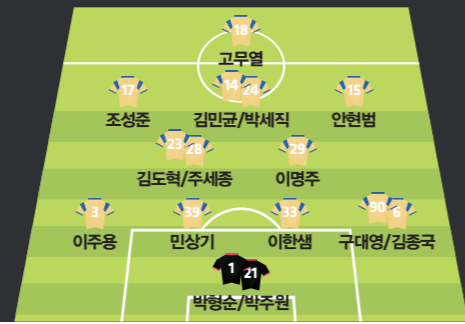 18
고무열
17 14 24 15
조성준 김민균/박세직 안현범
23 28 29
김도혁/주세종 이명주
3 39 33 90 6
이주용 민상기 이한샘 구대영/김종국
1 21
박형순/박주원